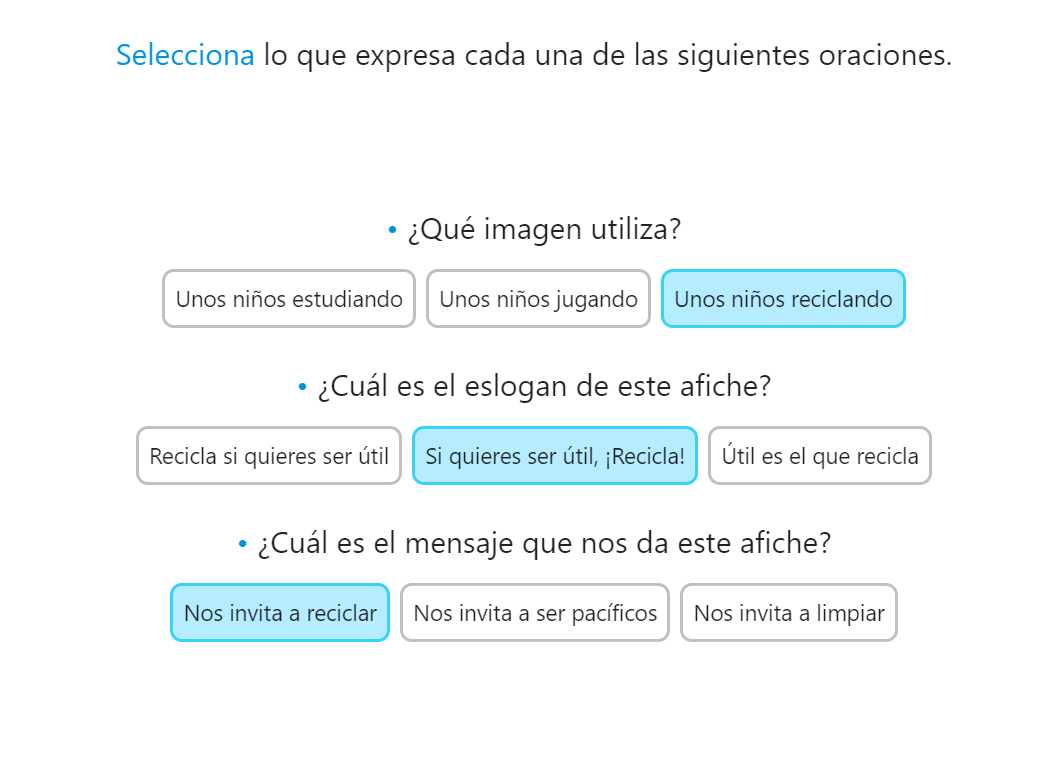 Selecciona lo que expresa cada una de las siguientes oraciones.
• ¿Qué imagen utiliza?
Unos niños estudiando Unos niños jugando Unos niños reciclando
• ¿Cuál es el eslogan de este afiche?
Recicla si quieres ser útil Si quieres ser útil, ¡Recicla! Útil es el que recicla
• ¿Cuál es el mensaje que nos da este afiche?
Nos invita a reciclar Nos invita a ser pacíficos Nos invita a limpiar